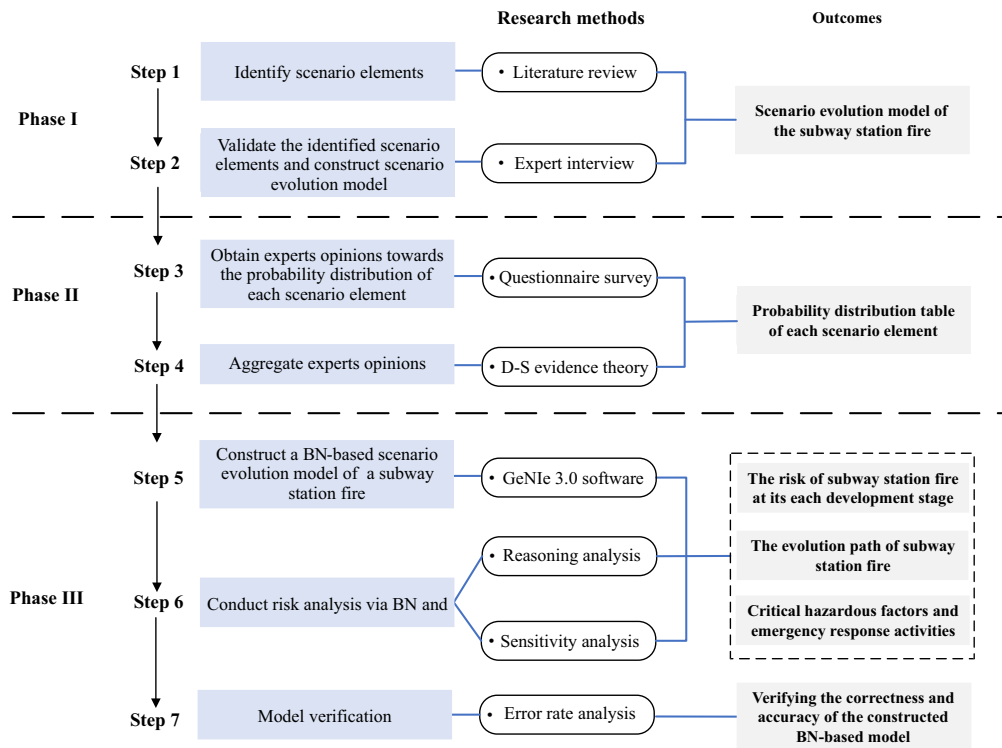 Research methods
Outcomes
Phase I
Step 1
Identify scenario elements
• Literature review
Step 2
Validate the identified scenario
elements and construct scenario
evolution model
• Expert interview
Scenario evolution model of
the subway station fire
Phase II
Step 3
Obtain experts opinions towards
the probability distribution of
each scenario element
• Questionnaire survey
Step 4
Aggregate experts opinions
• D-S evidence theory
Probability distribution table
of each scenario element
Phase III
Step 5
Construct a BN-based scenario
evolution model of a subway
station fire
• GeNIe 3.0 software
Step 6
Conduct risk analysis via BN and
• Reasoning analysis
• Sensitivity analysis
The risk of subway station fire
at its each development stage
The evolution path of subway
station fire
Critical hazardous factors and
emergency response activities
Step 7
Model verification
• Error rate analysis
Verifying the correctness and
accuracy of the constructed
BN-based model